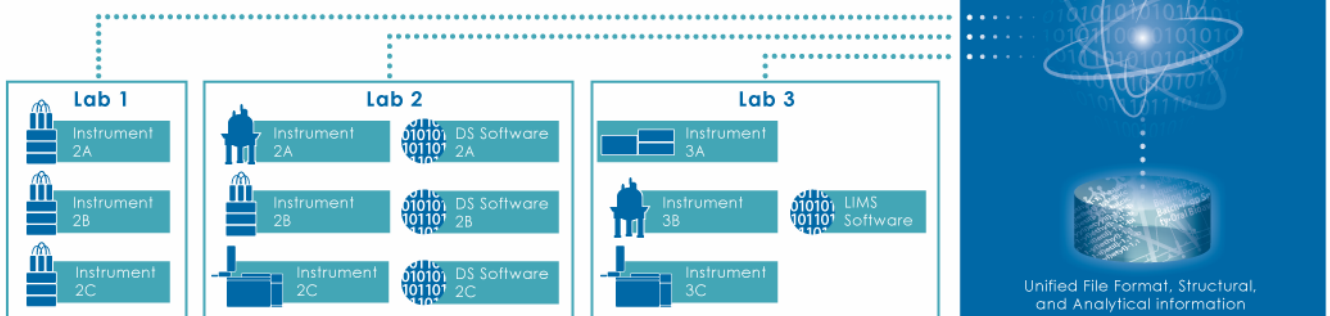 Lab 1
Instrument
2A
Instrument
2B
Instrument
2C
Lab 2
Instrument
2A
DS Software
2A
Instrument
2B
DS Software
2B
Instrument
2C
DS Software
2C
Lab 3
Instrument
3A
Instrument
3B
LIMS
Software
Instrument
3C
Unified File Format, Structural,
and Analytical information